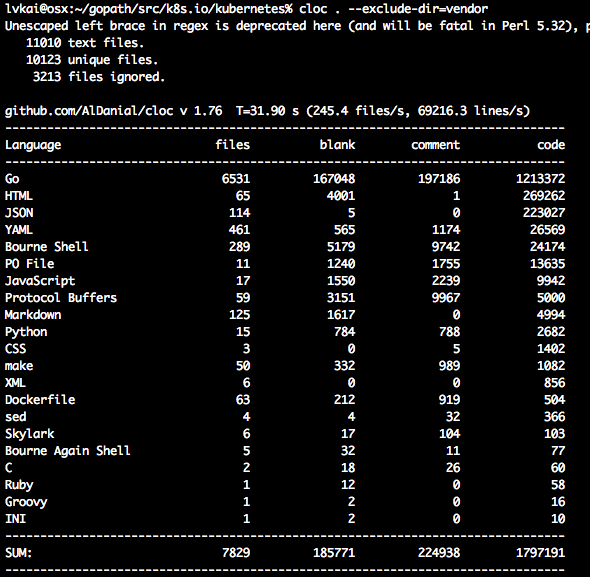 lvkai@osx:~/gopath/src/k8s.io/kubernetes% cloc . --exclude-dir=vendor
Unescaped left brace in regex is deprecated here (and will be fatal in Perl 5.32), p
   11010 text files.
   10123 unique files.
    3213 files ignored.

github.com/AlDanial/cloc v 1.76  T=31.90 s (245.4 files/s, 69216.3 lines/s)
--------------------------------------------------------------------------------
Language                      files          blank        comment           code
--------------------------------------------------------------------------------
Go                             6531         167048         197186        1213372
HTML                             65           4001              1         269262
JSON                            114              5              0         223027
YAML                            461            565           1174          26569
Bourne Shell                    289           5179           9742          24174
PO File                          11           1240           1755          13635
JavaScript                       17           1550           2239           9942
Protocol Buffers                 59           3151           9967           5000
Markdown                        125           1617              0           4994
Python                           15            784            788           2682
CSS                               3              0              5           1402
make                             50            332            989           1082
XML                               6              0              0            856
Dockerfile                       63            212            919            504
sed                               4              4             32            366
Skylark                           6             17            104            103
Bourne Again Shell                5             32             11             77
C                                 2             18             26             60
Ruby                              1             12              0             58
Groovy                            1              2              0             16
INI                               1              2              0             10
--------------------------------------------------------------------------------
SUM:                           7829         185771         224938        1797191
--------------------------------------------------------------------------------